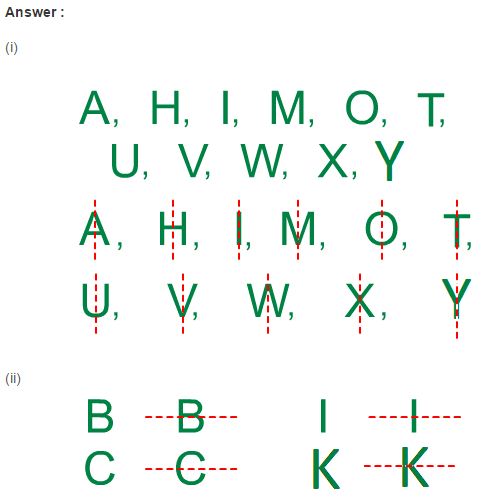 Answer :
(i)
A, H, I, M, O, T,
U, V, W, X, Y
A, H, I, M, O, T,
U, V, W, X, Y
(ii)
B B I I
C C K K